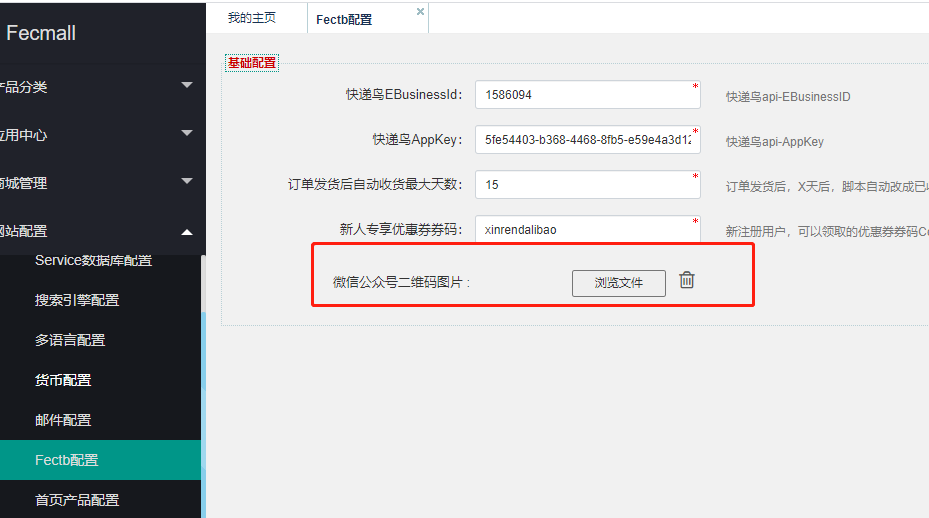 Fecmall
我的主页
Fectb配置
产品分类
应用中心
商城管理
网站配置
Service数据库配置
搜索引擎配置
多语言配置
货币配置
邮件配置
Fectb配置
首页产品配置
基础配置
快递鸟EBusinessId: 1586094 * 快递鸟api-EBusinessID
快递鸟AppKey: 5fe54403-b368-4468-8fb5-e59e4a3d12 * 快递鸟api-AppKey
订单发货后自动收货最大天数: 15 * 订单发货后，X天后，脚本自动改成已收
新人专享优惠券券码: xinrendalibao * 新注册用户，可以领取的优惠券券码Co
微信公众号二维码图片 : 浏览文件